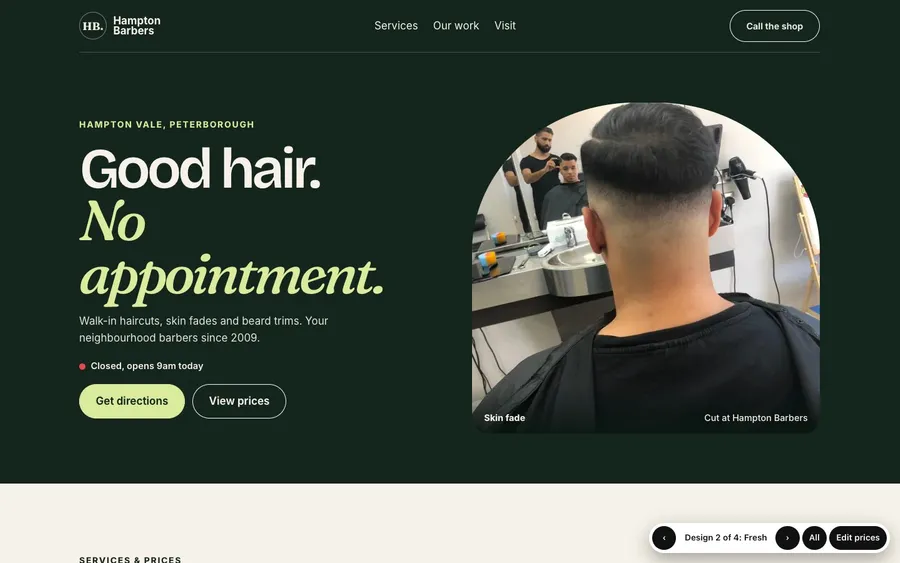 HB.
Hampton
Barbers
Services
Our work
Visit
Call the shop
HAMPTON VALE, PETERBOROUGH
Good hair.
No
appointment.
Walk-in haircuts, skin fades and beard trims. Your
neighbourhood barbers since 2009.
Closed, opens 9am today
Get directions
View prices
Skin fade
Cut at Hampton Barbers
SERVICES & PRICES
‹
Design 2 of 4: Fresh
›
All
Edit prices